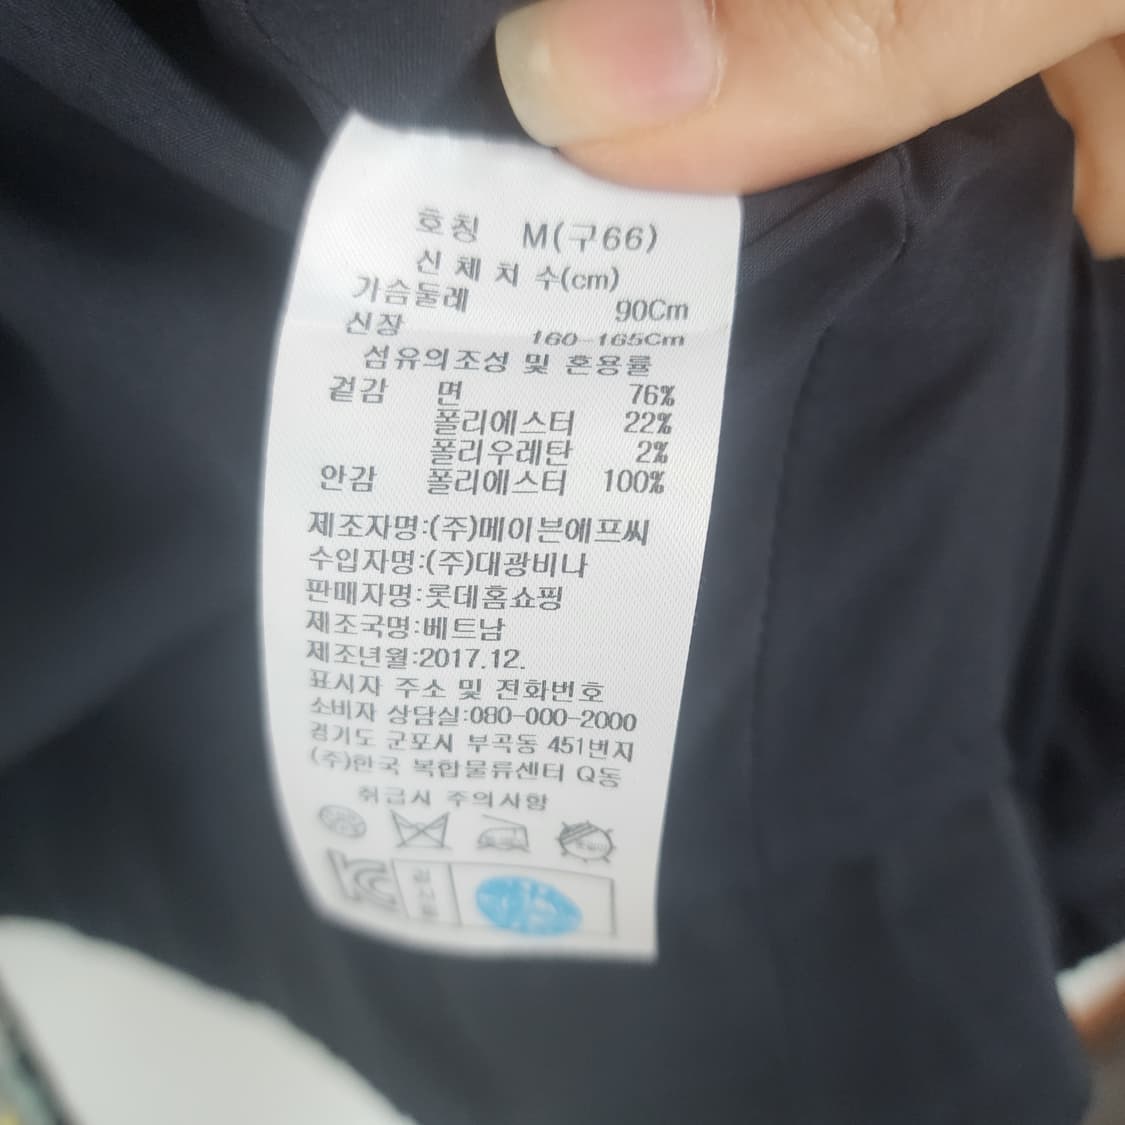 호칭 M(구66)
신체치수(cm)
가슴둘레 90Cm
신장 160-165Cm
섬유의조성 및 혼용률
겉감 면 76%
폴리에스터 22%
폴리우레탄 2%
안감 폴리에스터 100%
제조자명:(주)메이븐에프씨
수입자명:(주)대광비나
판매자명:롯데홈쇼핑
제조국명:베트남
제조년월:2017.12.
표시자 주소 및 전화번호
소비자 상담실:080-000-2000
경기도 군포시 부곡동 451번지
(주)한국 복합물류센터 Q동
취급시 주의사항